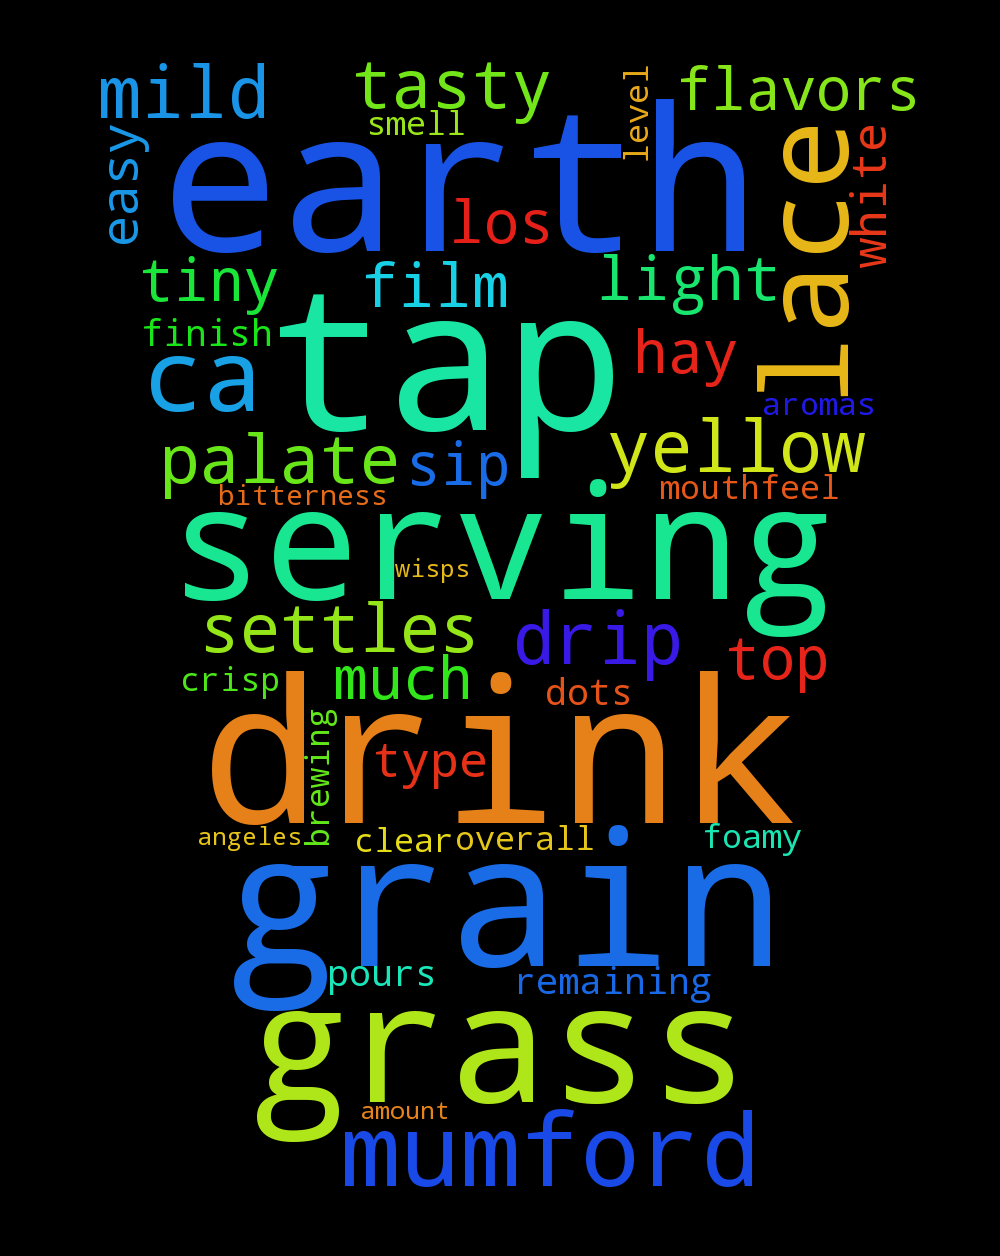 mild
tasty
level
flavors
smell
easy
earth
lace
white
los
tiny
film
light
finish
tap
hay
ca
aromas
palate
sip
yellow
bitterness
mouthfeel
serving
wisps
settles
drip
top
crisp
much
dots
drink
brewing
type
angeles
clear
overall
foamy
grain
pours
remaining
grass
amount
mumford